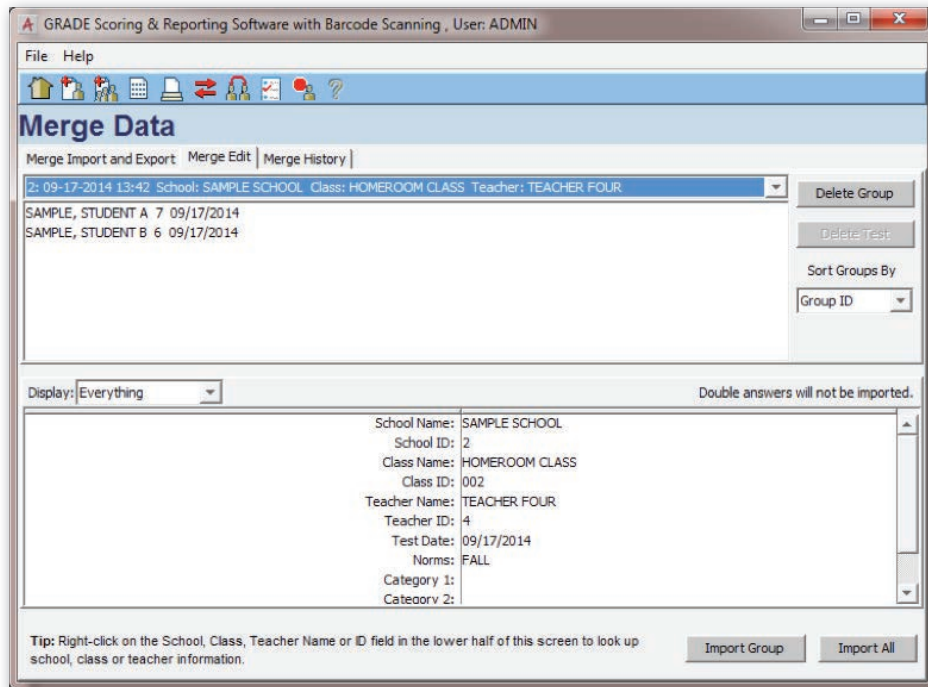 GRADE Scoring & Reporting Software with Barcode Scanning , User: ADMIN
File Help
Merge Data
Merge Import and Export Merge Edit Merge History
2: 09-17-2014 13:42 School: SAMPLE SCHOOL Class: HOMEROOM CLASS Teacher: TEACHER FOUR
SAMPLE, STUDENT A 7 09/17/2014
SAMPLE, STUDENT B 6 09/17/2014
Delete Group
Delete Test
Sort Groups By
Group ID
Display: Everything
Double answers will not be imported.
School Name: SAMPLE SCHOOL
School ID: 2
Class Name: HOMEROOM CLASS
Class ID: 002
Teacher Name: TEACHER FOUR
Teacher ID: 4
Test Date: 09/17/2014
Norms: FALL
Category 1:
Category 2:
Tip: Right-click on the School, Class, Teacher Name or ID field in the lower half of this screen to look up
school, class or teacher information.
Import Group
Import All